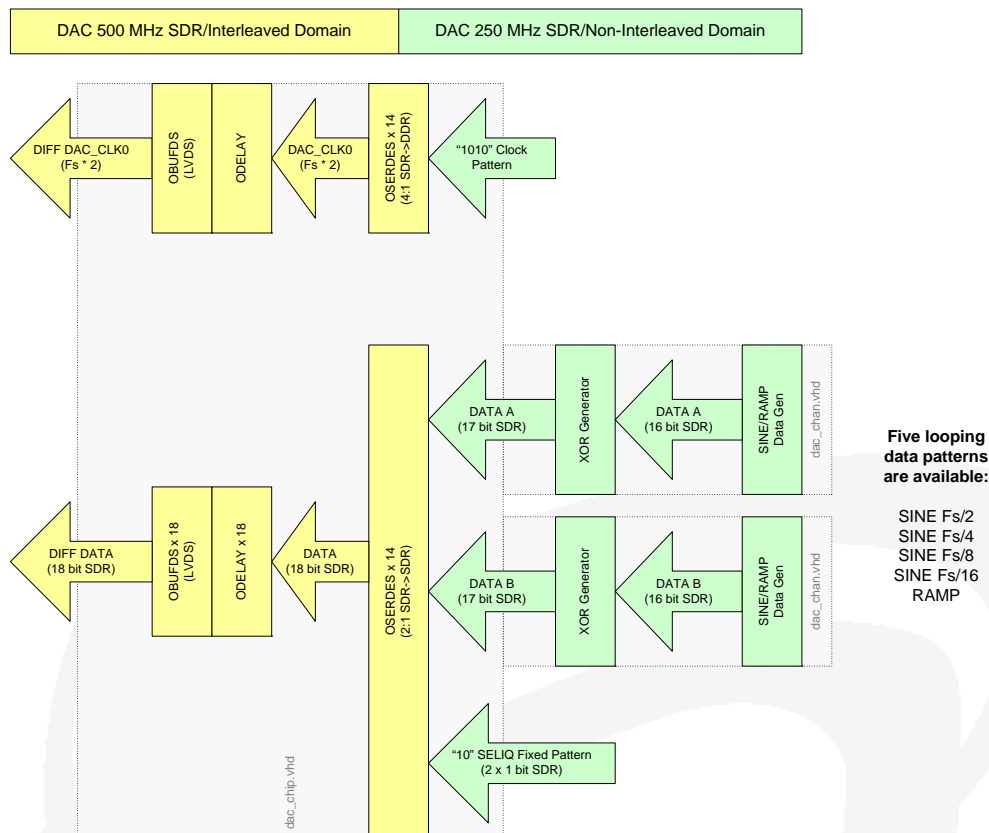 DAC 500 MHz SDR/Interleaved Domain
DAC 250 MHz SDR/Non-Interleaved Domain
DIFF DAC_CLK0
(Fs * 2)
OBUFDS
(LVDS)
ODELAY
DAC_CLK0
(Fs * 2)
OSERDES x 14
(4:1 SDR->DDR)
“1010” Clock
Pattern
DATA A
(17 bit SDR)
XOR Generator
DATA A
(16 bit SDR)
SINE/RAMP
Data Gen
dac_chan.vhd
DIFF DATA
(18 bit SDR)
OBUFDS x 18
(LVDS)
ODELAY x 18
DATA
(18 bit SDR)
OSERDES x 14
(2:1 SDR->SDR)
DATA B
(17 bit SDR)
XOR Generator
DATA B
(16 bit SDR)
SINE/RAMP
Data Gen
dac_chan.vhd
“10” SELIQ Fixed Pattern
(2 x 1 bit SDR)
dac_chip.vhd
Five looping
data patterns
are available:
SINE Fs/2
SINE Fs/4
SINE Fs/8
SINE Fs/16
RAMP